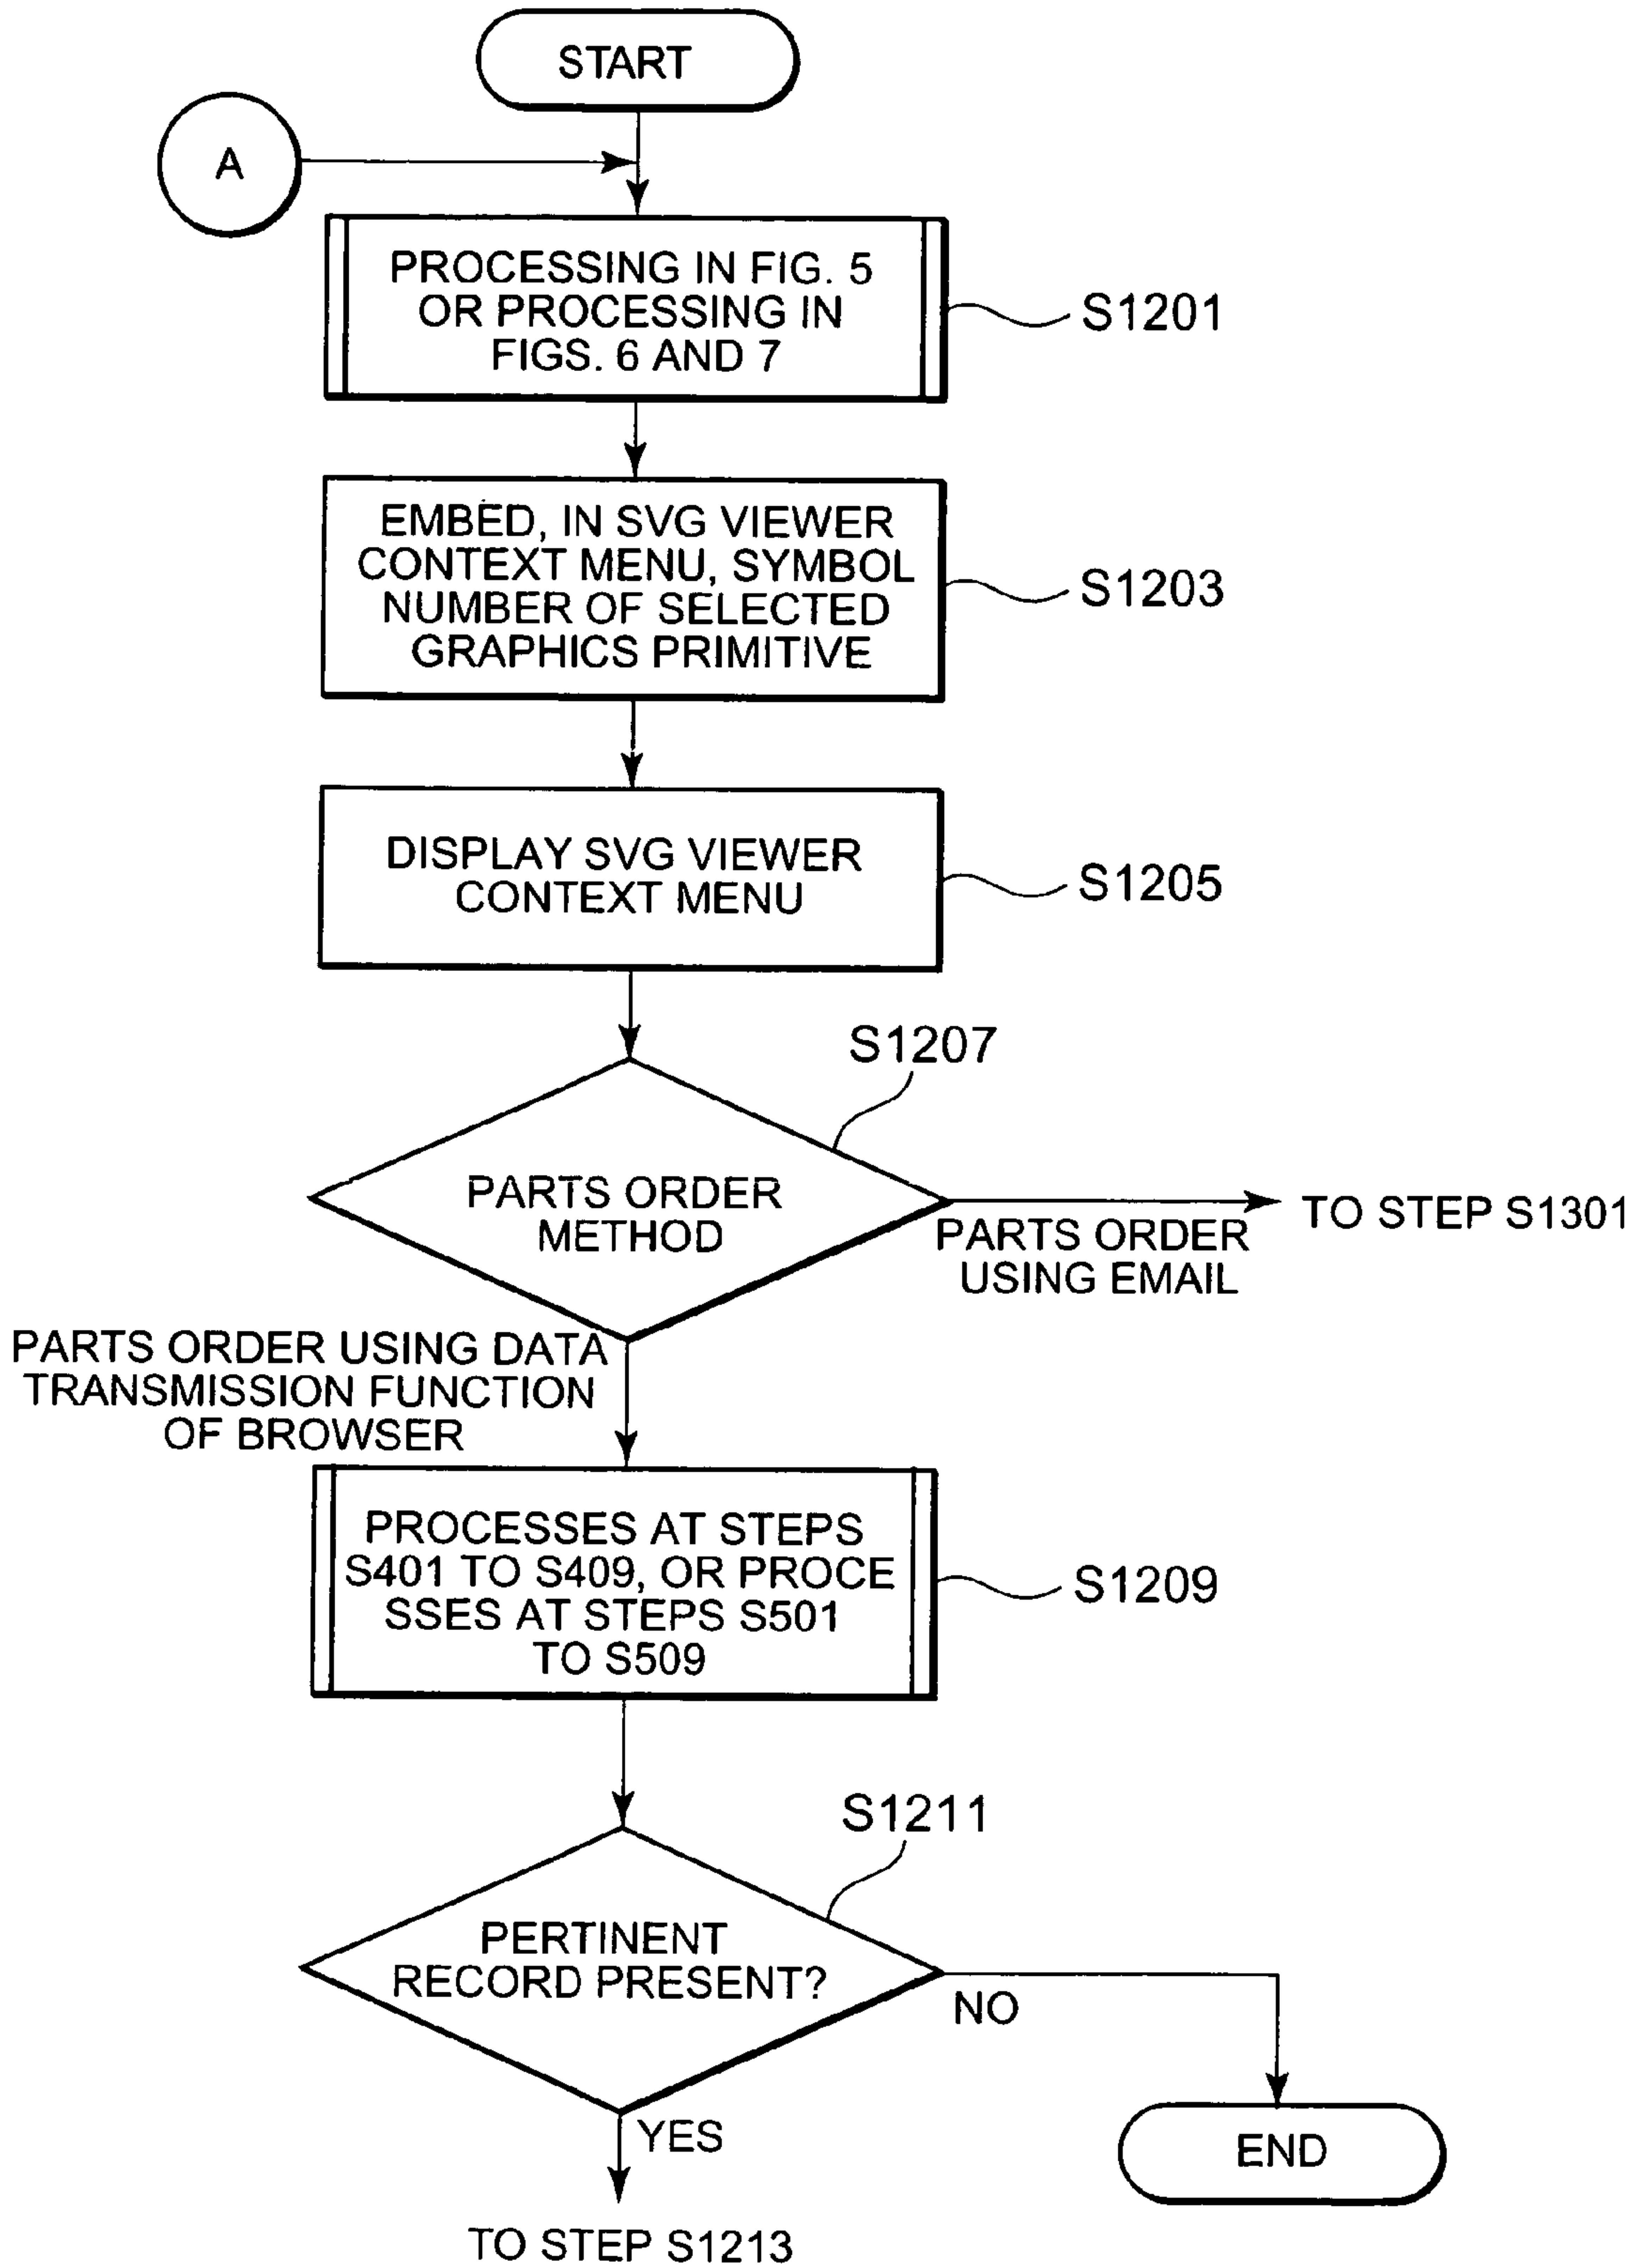 START
A
PROCESSING IN FIG. 5
OR PROCESSING IN
FIGS. 6 AND 7
S1201
EMBED, IN SVG VIEWER
CONTEXT MENU, SYMBOL
NUMBER OF SELECTED
GRAPHICS PRIMITIVE
S1203
DISPLAY SVG VIEWER
CONTEXT MENU
S1205
S1207
PARTS ORDER
METHOD
TO STEP S1301
PARTS ORDER
USING EMAIL
PARTS ORDER USING DATA
TRANSMISSION FUNCTION
OF BROWSER
PROCESSES AT STEPS
S401 TO S409, OR PROCE
SSES AT STEPS S501
TO S509
S1209
S1211
PERTINENT
RECORD PRESENT?
NO
YES
END
TO STEP S1213